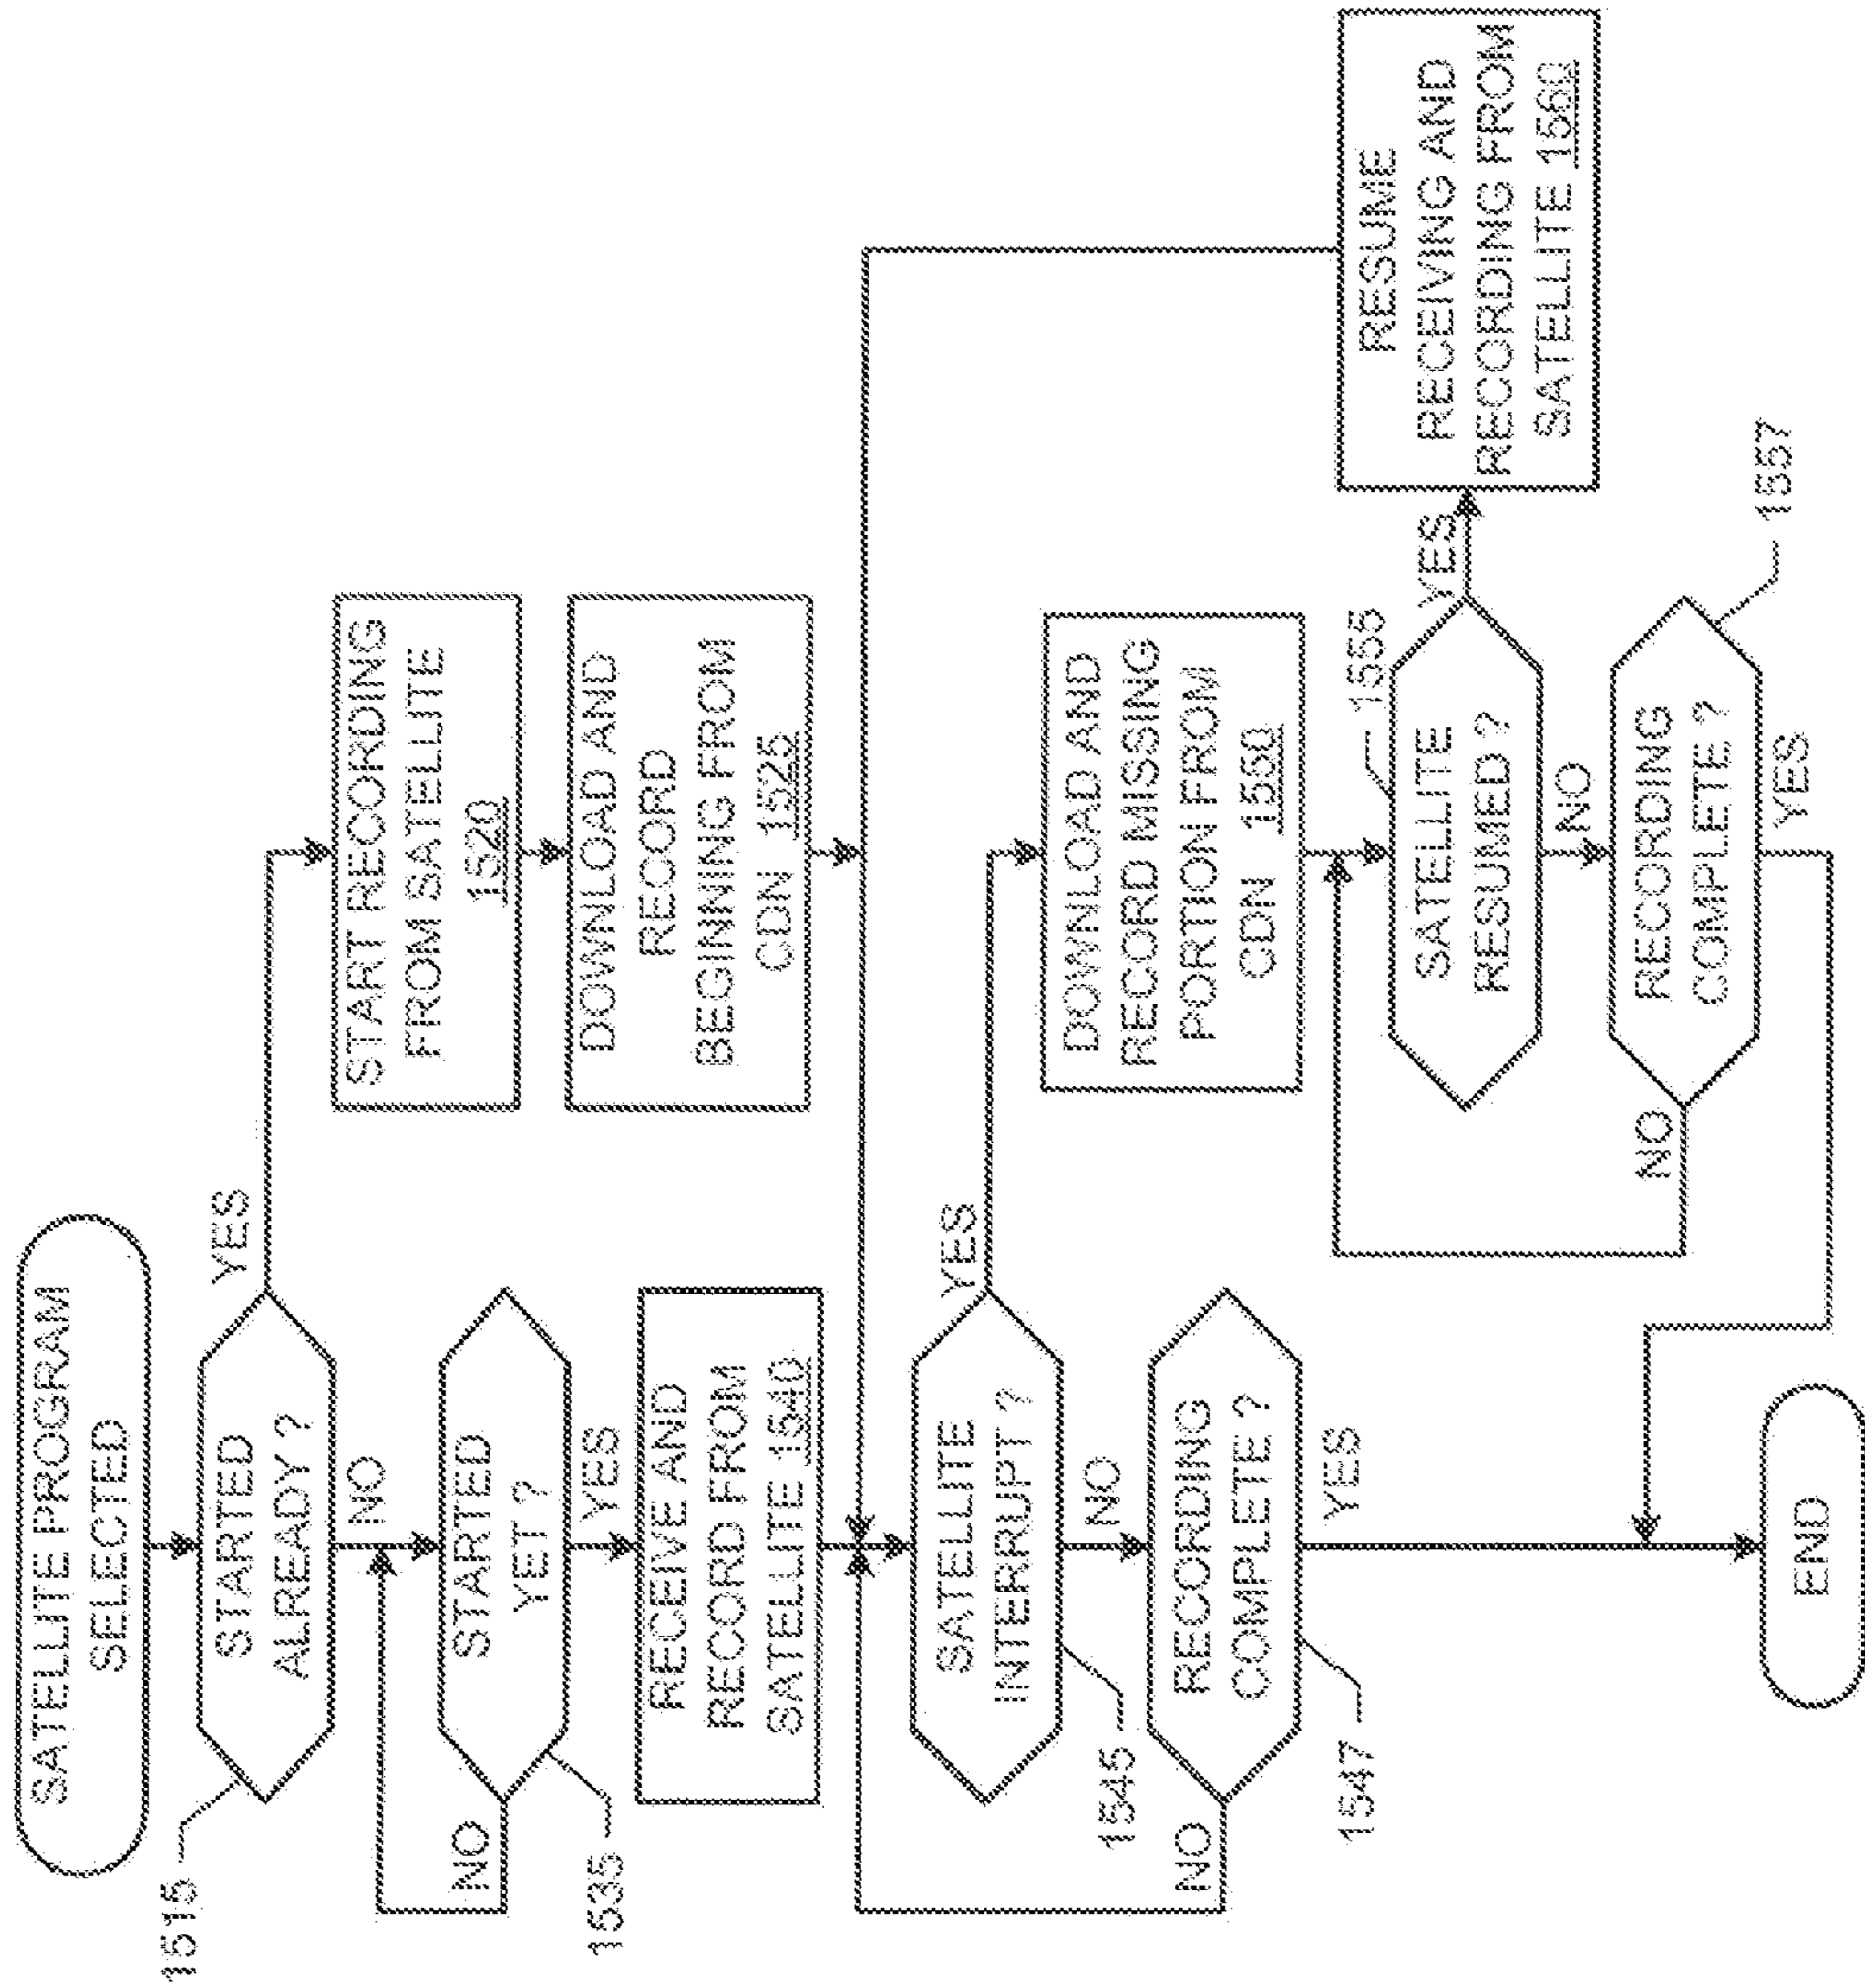 SATELLITE PROGRAM
SELECTED
1515
STARTED
ALREADY ?
YES
NO
START RECORDING
FROM SATELLITE
1520
STARTED
YET ?
NO
YES
1535
DOWNLOAD AND
RECORD
BEGINNING FROM
CDN 1525
RECEIVE AND
RECORD FROM
SATELLITE 1540
SATELLITE
INTERRUPT ?
YES
NO
1545
DOWNLOAD AND
RECORD MISSING
PORTION FROM
CDN 1550
RECORDING
COMPLETE ?
NO
YES
1547
1555
SATELLITE
RESUMED ?
YES
NO
RESUME
RECEIVING AND
RECORDING FROM
SATELLITE 1560
RECORDING
COMPLETE ?
NO
YES
1557
END